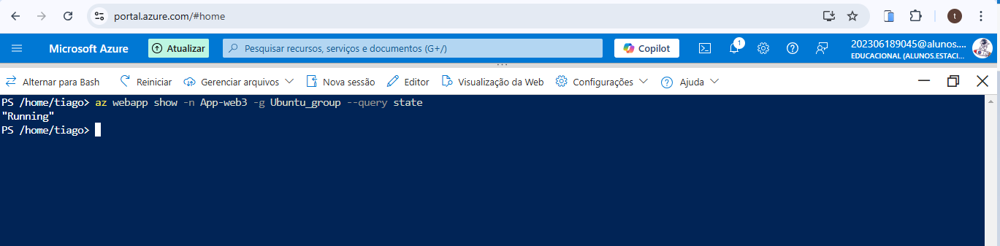 portal.azure.com/#home
t
Microsoft Azure
Atualizar
Pesquisar recursos, serviços e documentos (G+/)
Copilot
1
202306189045@alunos....
EDUCACIONAL (ALUNOS.ESTACI...
Alternar para Bash
Reiniciar
Gerenciar arquivos
Nova sessão
Editor
Visualização da Web
Configurações
Ajuda
PS /home/tiago> az webapp show -n App-web3 -g Ubuntu_group --query state
"Running"
PS /home/tiago>